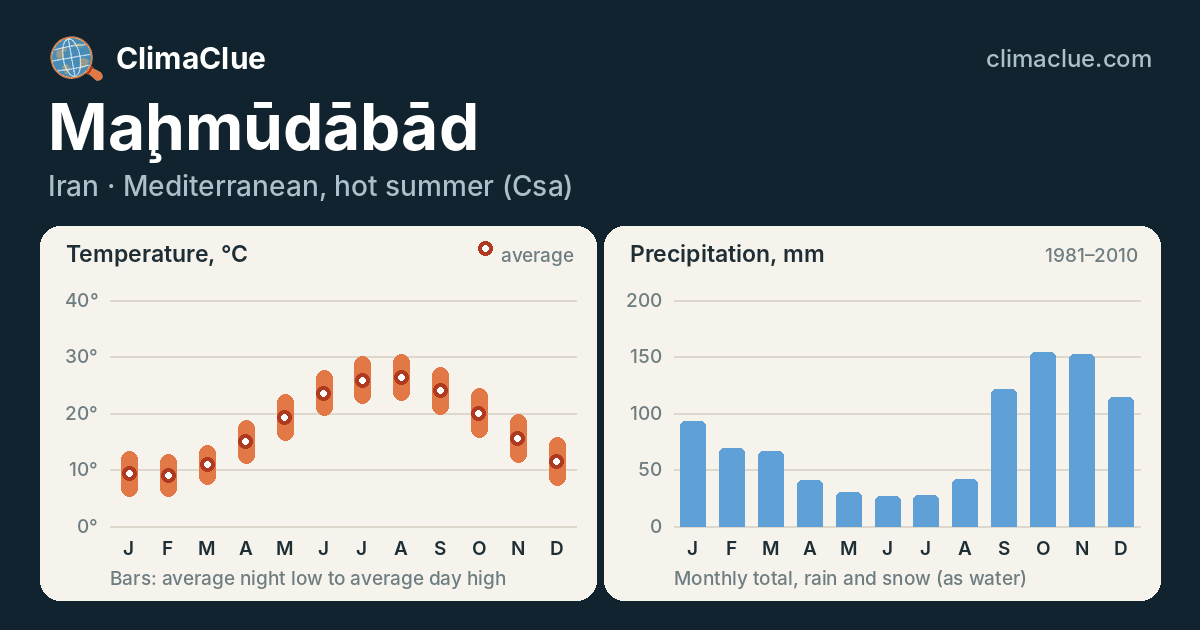 ClimaClue
climaclue.com
Maḩmūdābād
Iran · Mediterranean, hot summer (Csa)
Temperature, °C
average
40°
30°
20°
10°
0°
J F M A M J J A S O N D
Bars: average night low to average day high
Precipitation, mm
1981–2010
200
150
100
50
0
J F M A M J J A S O N D
Monthly total, rain and snow (as water)